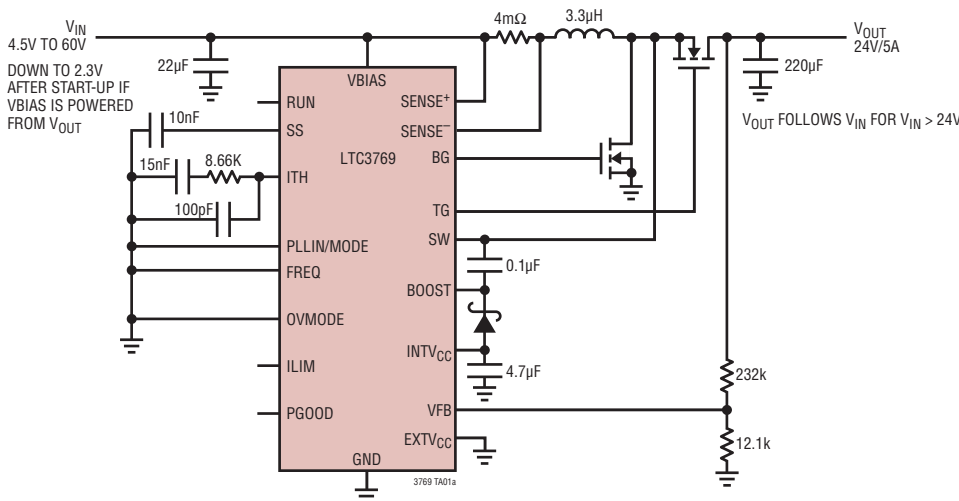 VIN
4.5V TO 60V
DOWN TO 2.3V
AFTER START-UP IF
VBIAS IS POWERED
FROM VOUT
22µF
4mΩ
3.3µH
VOUT
24V/5A
220µF
VOUT FOLLOWS VIN FOR VIN > 24V
VBIAS
RUN
SENSE+
10nF
SS
SENSE–
LTC3769
BG
15nF
8.66K
ITH
100pF
TG
PLLIN/MODE
SW
FREQ
0.1µF
BOOST
OVMODE
INTVCC
ILIM
4.7µF
232k
PGOOD
VFB
EXTVCC
12.1k
GND
3769 TA01a